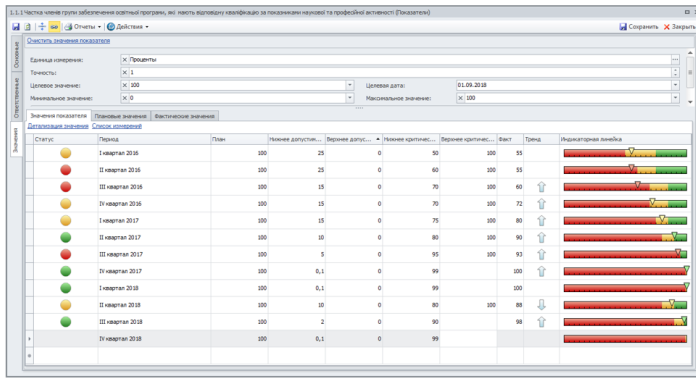 1.1.1 Частка членів групи забезпечення освітньої програми, які мають відповідну кваліфікацію за показниками наукової та професійної активності (Показатели)
Отчеты Действия Сохранить Закрыть
Очистить значения показателя
Основные
Ответственные
Значения
Единица измерения: Проценты
Точность: 1
Целевое значение: 100 Целевая дата: 01.09.2018
Минимальное значение: 0 Максимальное значение: 100
Значения показателя Плановые значения Фактические значения
Детализация значения Список измерений
Статус Период План Нижнее допустим... Верхнее допус... Нижнее критичес... Верхнее критичес... Факт Тренд Индикаторная линейка
I квартал 2016 100 25 0 50 100 55
II квартал 2016 100 25 0 60 100 55
III квартал 2016 100 15 0 70 100 60
IV квартал 2016 100 15 0 70 100 72
I квартал 2017 100 15 0 75 100 80
II квартал 2017 100 10 0 80 100 90
III квартал 2017 100 5 0 95 100 93
IV квартал 2017 100 0,1 0 99 100
I квартал 2018 100 0,1 0 99 100
II квартал 2018 100 10 0 80 100 88
III квартал 2018 100 2 0 90 98
IV квартал 2018 100 0,1 0 99